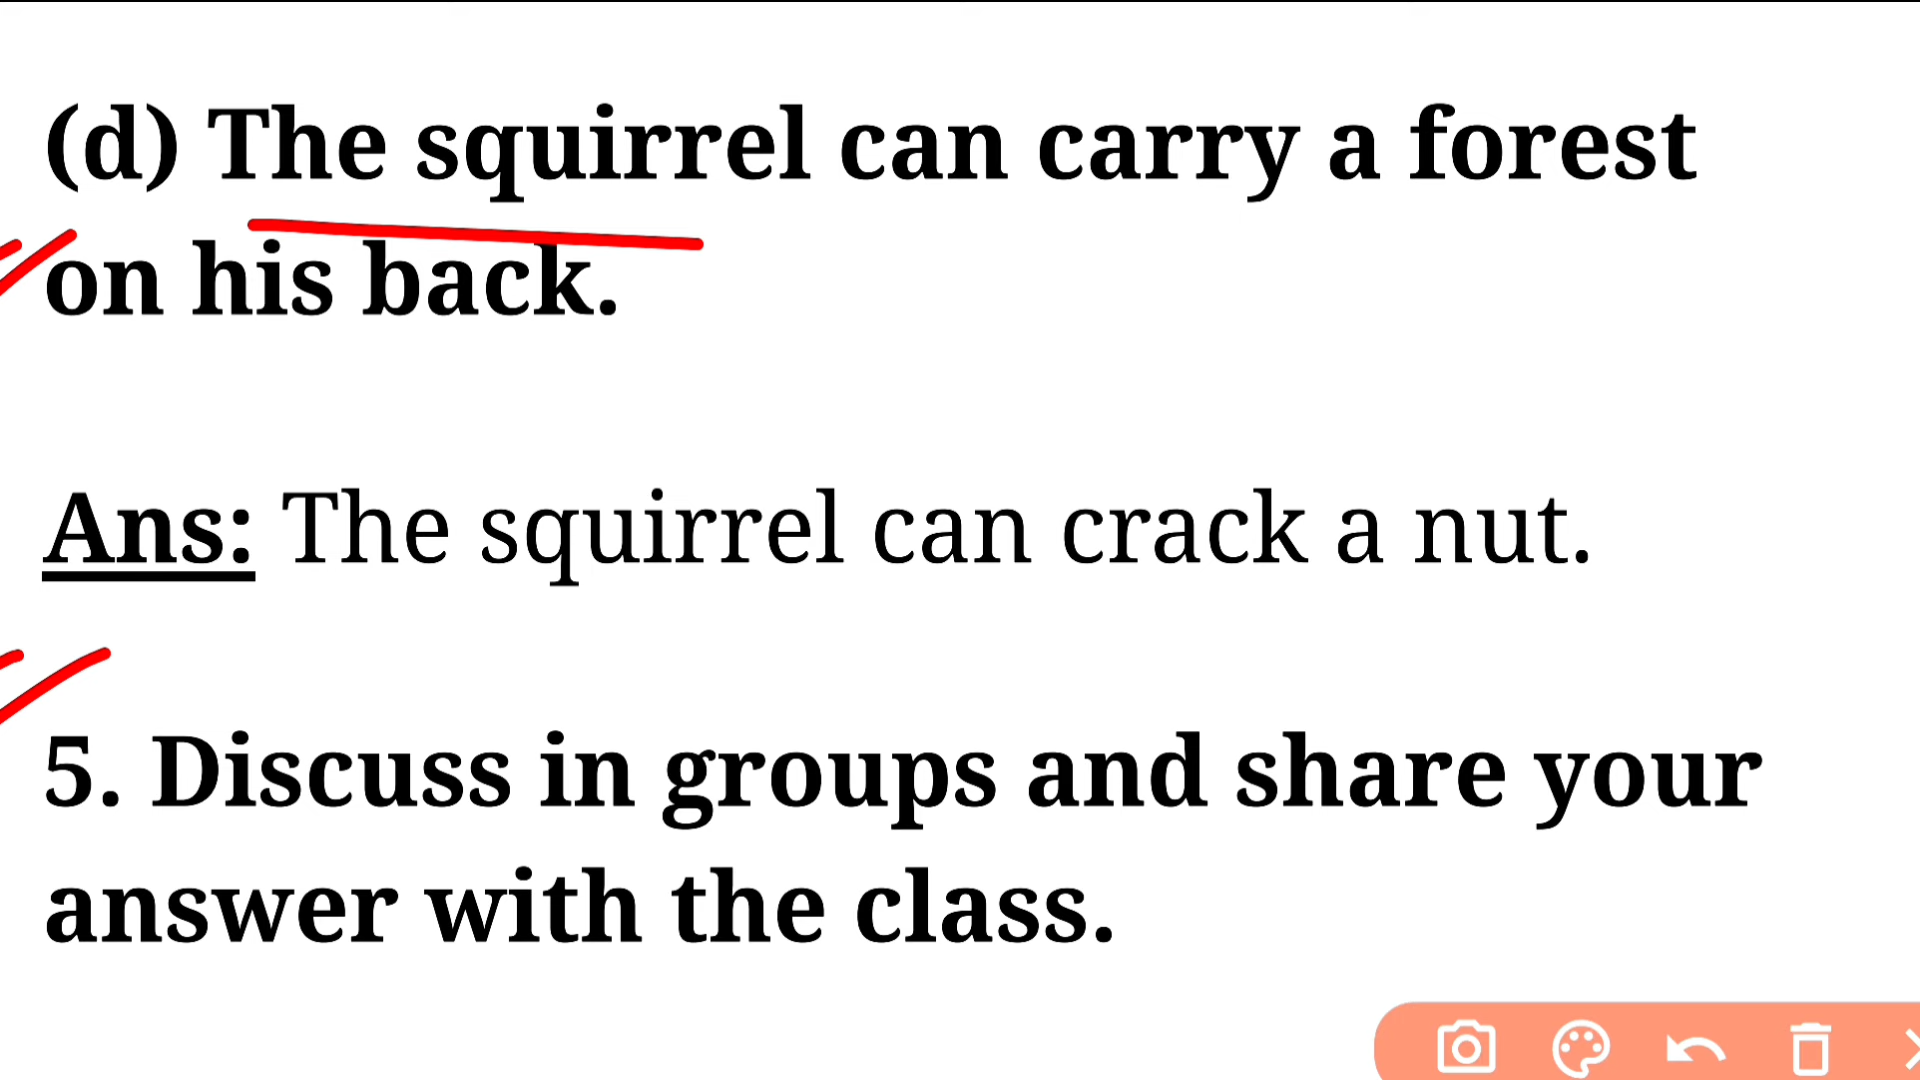 (d) The squirrel can carry a forest
on his back.
Ans: The squirrel can crack a nut.
5. Discuss in groups and share your
answer with the class.